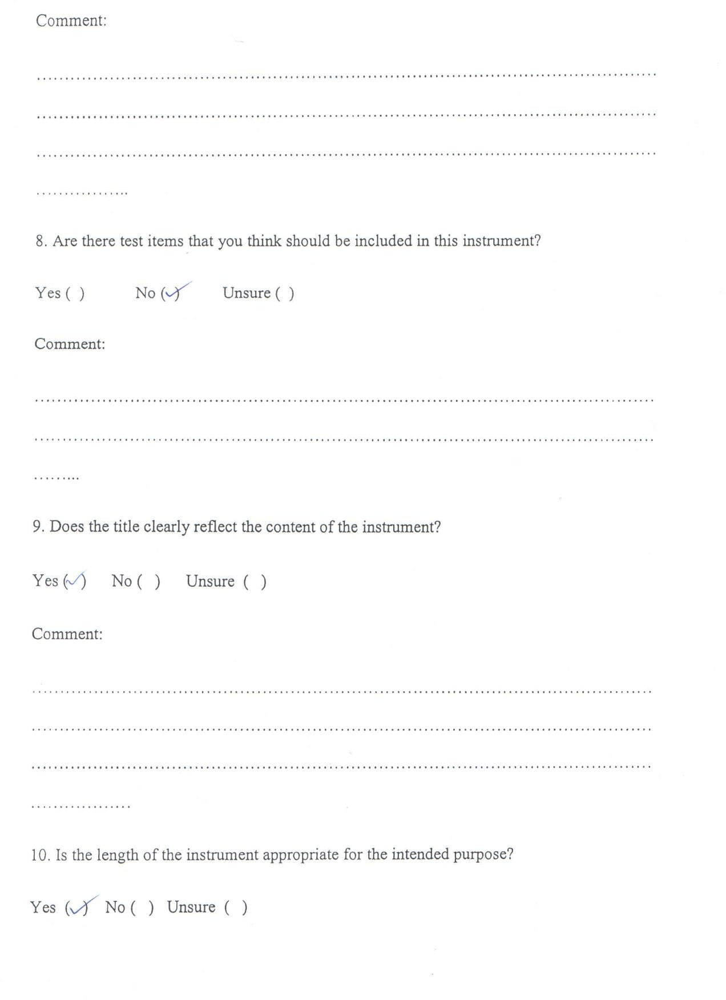 Comment:
........................................................................................................................
........................................................................................................................
........................................................................................................................
.................
8. Are there test items that you think should be included in this instrument?
Yes ( ) No (✓) Unsure ( )
Comment:
........................................................................................................................
........................................................................................................................
.........
9. Does the title clearly reflect the content of the instrument?
Yes (✓) No ( ) Unsure ( )
Comment:
........................................................................................................................
........................................................................................................................
........................................................................................................................
..................
10. Is the length of the instrument appropriate for the intended purpose?
Yes (✓) No ( ) Unsure ( )